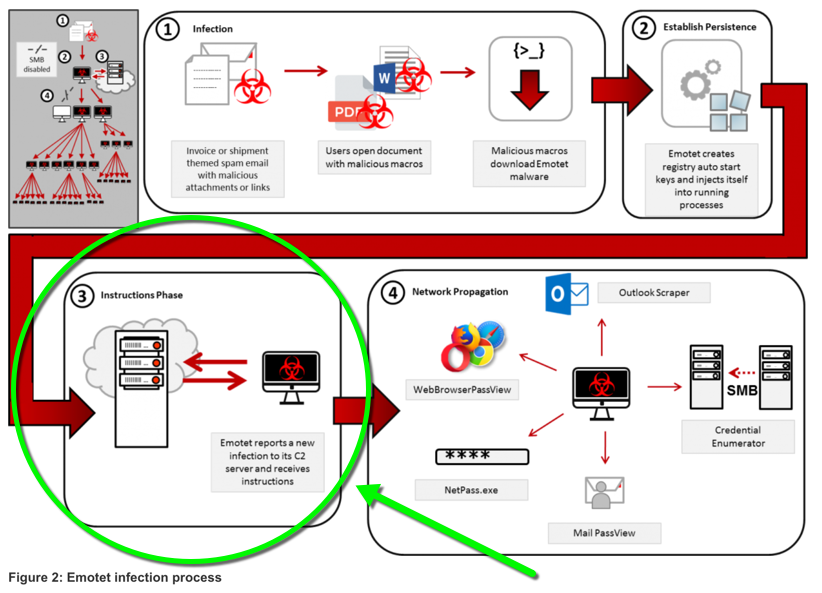 1
– / –
SMB
disabled
2
3
4
1 Infection
W
PDF
{>_}
Invoice or shipment
themed spam email
with malicious
attachments or links
Users open document
with malicious macros
Malicious macros
download Emotet
malware
2 Establish Persistence
Emotet creates
registry auto start
keys and injects itself
into running
processes
3 Instructions Phase
Emotet reports a new
infection to its C2
server and receives
instructions
4 Network Propagation
O
Outlook Scraper
WebBrowserPassView
SMB
Credential
Enumerator
****
NetPass.exe
Mail PassView
Figure 2: Emotet infection process